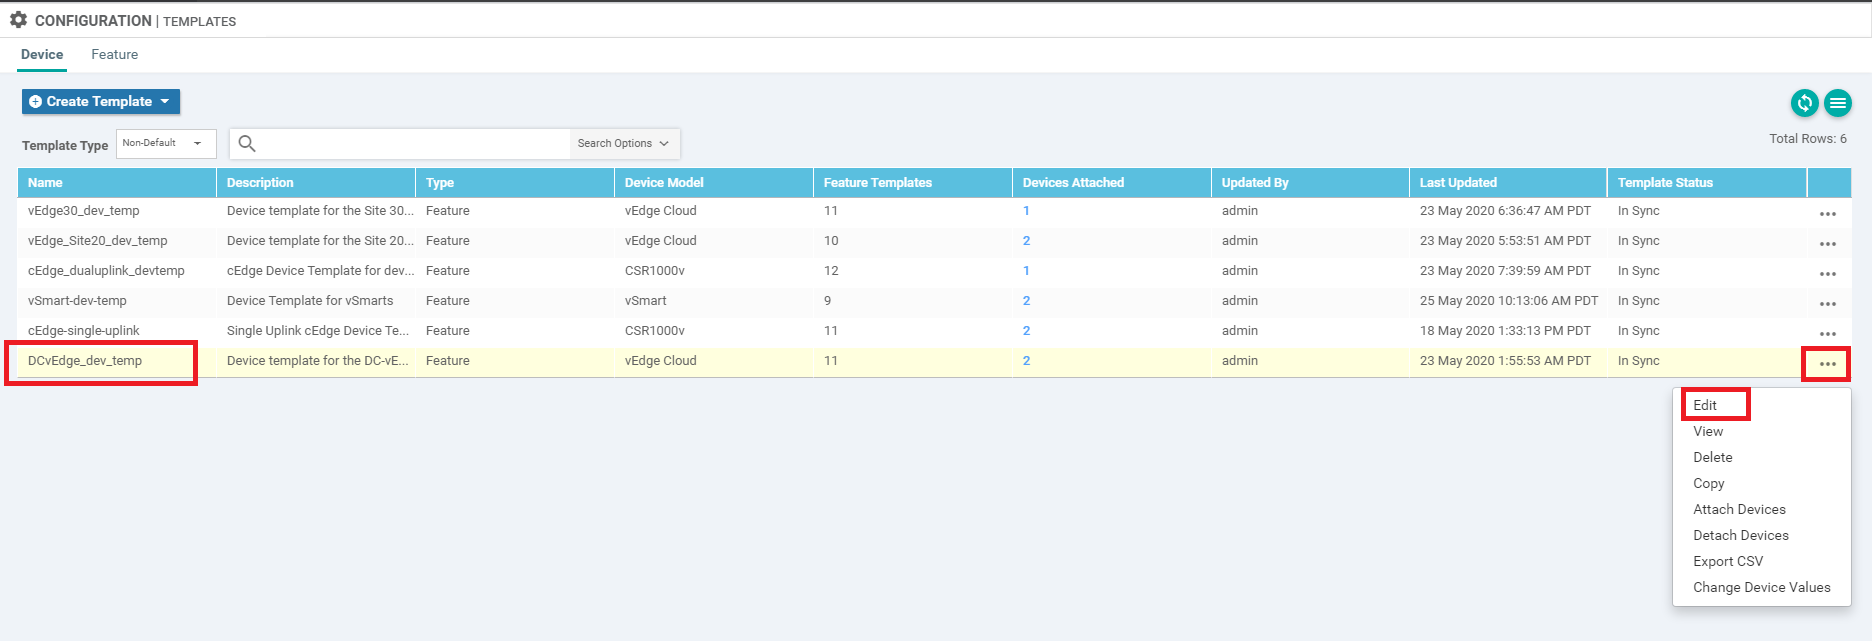 CONFIGURATION | TEMPLATES
Device Feature
Create Template
Template Type Non-Default Search Options Total Rows: 6
Name Description Type Device Model Feature Templates Devices Attached Updated By Last Updated Template Status
vEdge30_dev_temp Device template for the Site 30... Feature vEdge Cloud 11 1 admin 23 May 2020 6:36:47 AM PDT In Sync •••
vEdge_Site20_dev_temp Device template for the Site 20... Feature vEdge Cloud 10 2 admin 23 May 2020 5:53:51 AM PDT In Sync •••
cEdge_dualuplink_devtemp cEdge Device Template for dev... Feature CSR1000v 12 1 admin 23 May 2020 7:39:59 AM PDT In Sync •••
vSmart-dev-temp Device Template for vSmarts Feature vSmart 9 2 admin 25 May 2020 10:13:06 AM PDT In Sync •••
cEdge-single-uplink Single Uplink cEdge Device Te... Feature CSR1000v 11 2 admin 18 May 2020 1:33:13 PM PDT In Sync •••
DCvEdge_dev_temp Device template for the DC-vE... Feature vEdge Cloud 11 2 admin 23 May 2020 1:55:53 AM PDT In Sync •••
Edit
View
Delete
Copy
Attach Devices
Detach Devices
Export CSV
Change Device Values